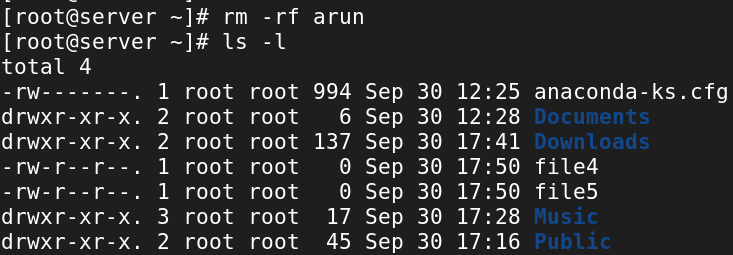 [root@server ~]# rm -rf arun
[root@server ~]# ls -l
total 4
-rw-------. 1 root root 994 Sep 30 12:25 anaconda-ks.cfg
drwxr-xr-x. 2 root root   6 Sep 30 12:28 Documents
drwxr-xr-x. 2 root root 137 Sep 30 17:41 Downloads
-rw-r--r--. 1 root root   0 Sep 30 17:50 file4
-rw-r--r--. 1 root root   0 Sep 30 17:50 file5
drwxr-xr-x. 3 root root  17 Sep 30 17:28 Music
drwxr-xr-x. 2 root root  45 Sep 30 17:16 Public